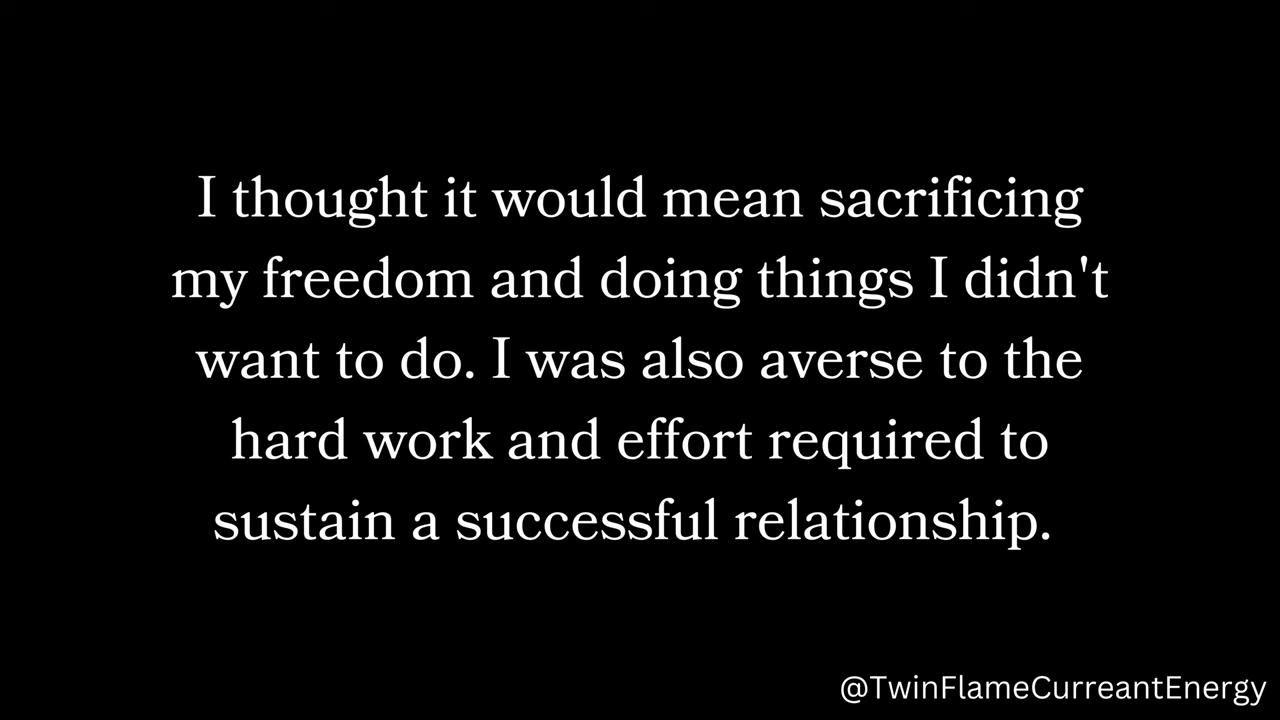 I thought it would mean sacrificing
my freedom and doing things I didn't
want to do. I was also averse to the
hard work and effort required to
sustain a successful relationship.
@TwinFlameCurreantEnergy